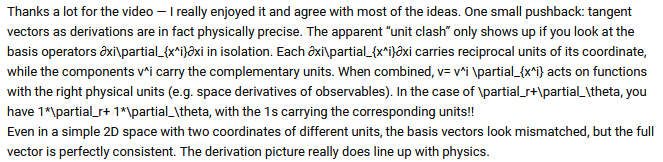 Thanks a lot for the video — I really enjoyed it and agree with most of the ideas. One small pushback: tangent
vectors as derivations are in fact physically precise. The apparent “unit clash” only shows up if you look at the
basis operators ∂xi\partial_{x^i}∂xi in isolation. Each ∂xi\partial_{x^i}∂xi carries reciprocal units of its coordinate,
while the components v^i carry the complementary units. When combined, v= v^i \partial_{x^i} acts on functions
with the right physical units (e.g. space derivatives of observables). In the case of \partial_r+\partial_\theta, you
have 1*\partial_r+ 1*\partial_\theta, with the 1s carrying the corresponding units!!
Even in a simple 2D space with two coordinates of different units, the basis vectors look mismatched, but the full
vector is perfectly consistent. The derivation picture really does line up with physics.